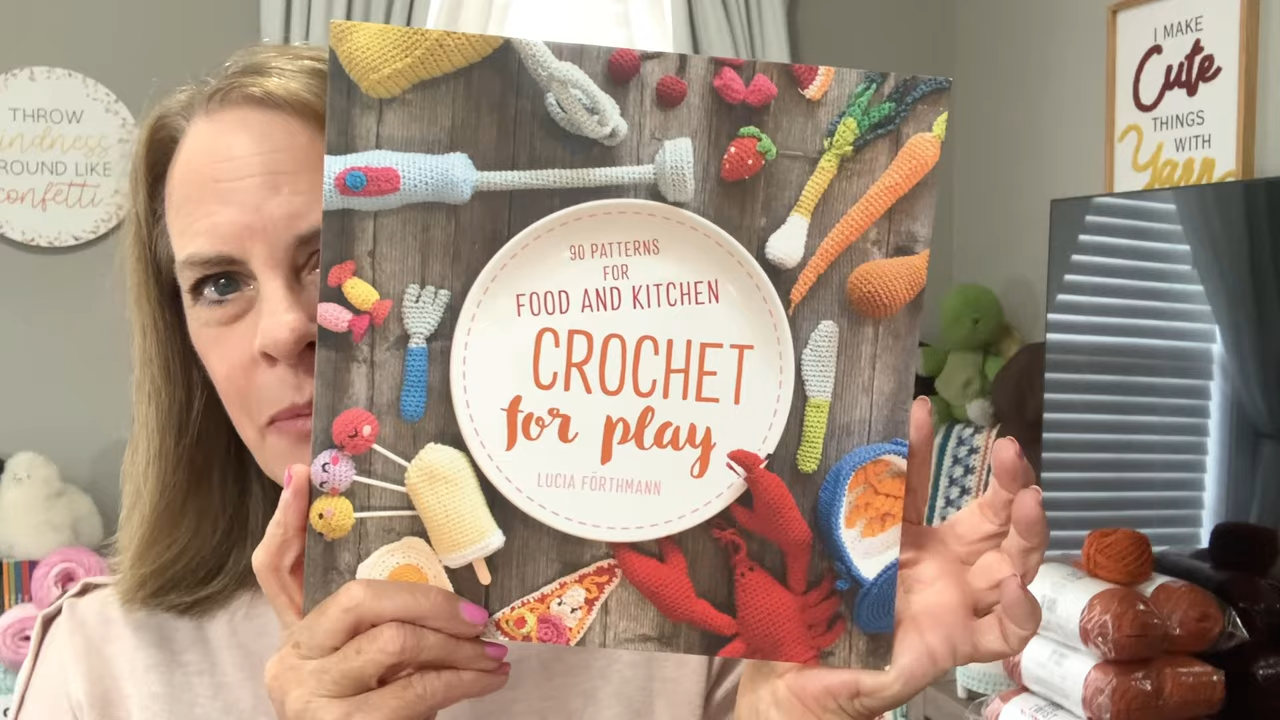 THROW
kindness
AROUND LIKE
confetti
90 PATTERNS
FOR
FOOD AND KITCHEN
CROCHET
for play
LUCIA FÖRTHMANN
I MAKE
Cute
THINGS
WITH
Yarn